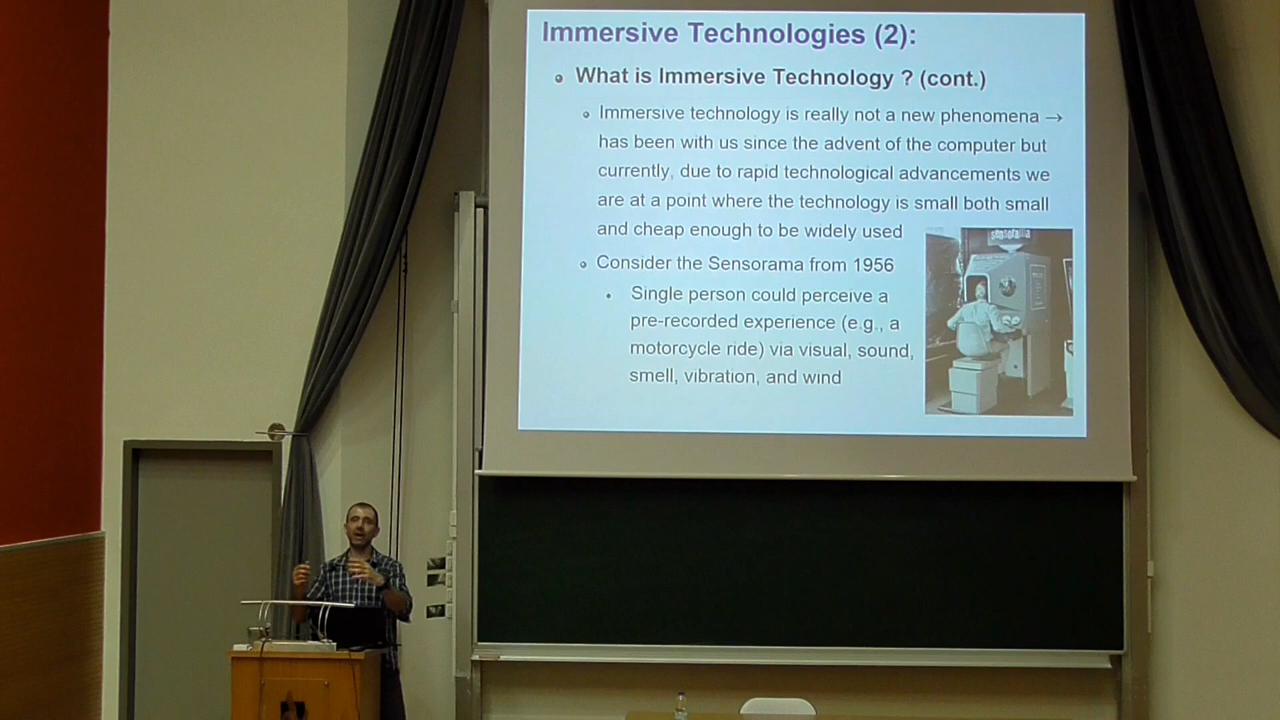 Immersive Technologies (2):
What is Immersive Technology ? (cont.)
Immersive technology is really not a new phenomena →
has been with us since the advent of the computer but
currently, due to rapid technological advancements we
are at a point where the technology is small both small
and cheap enough to be widely used
sensorama
Consider the Sensorama from 1956
Single person could perceive a
pre-recorded experience (e.g., a
motorcycle ride) via visual, sound,
smell, vibration, and wind